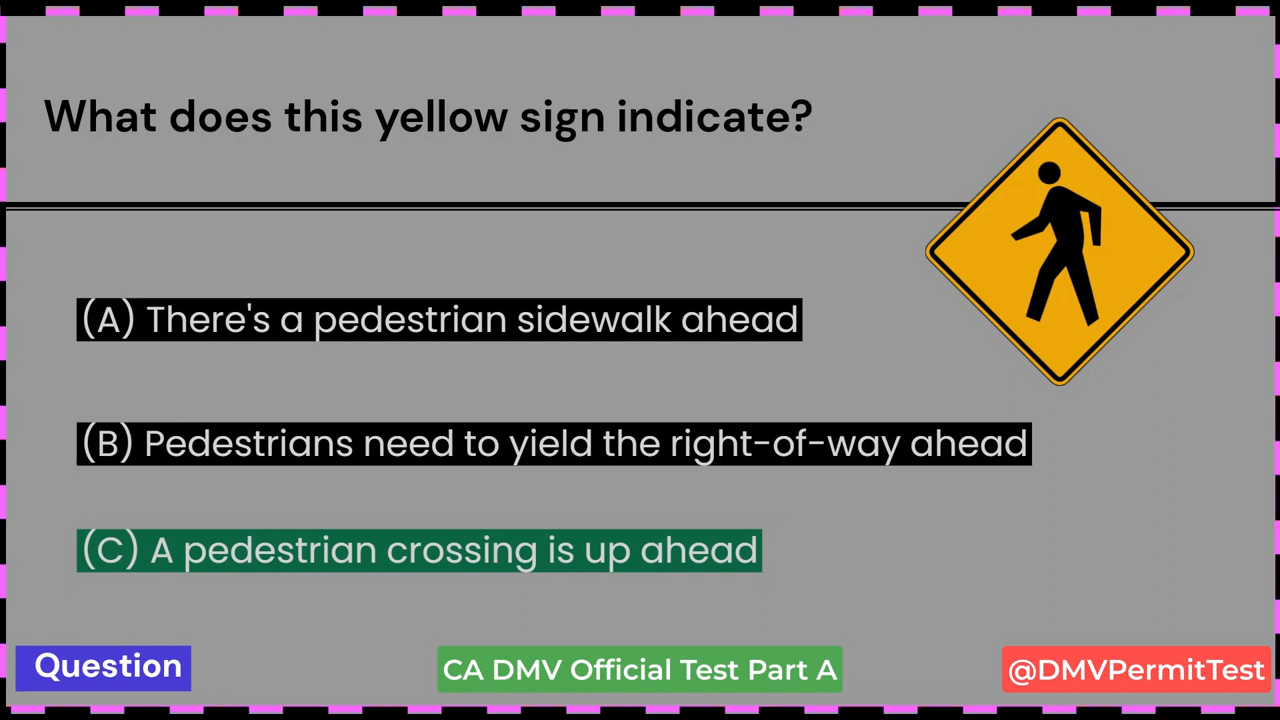 What does this yellow sign indicate?
(A) There's a pedestrian sidewalk ahead
(B) Pedestrians need to yield the right-of-way ahead
(C) A pedestrian crossing is up ahead
Question
CA DMV Official Test Part A
@DMVPermitTest